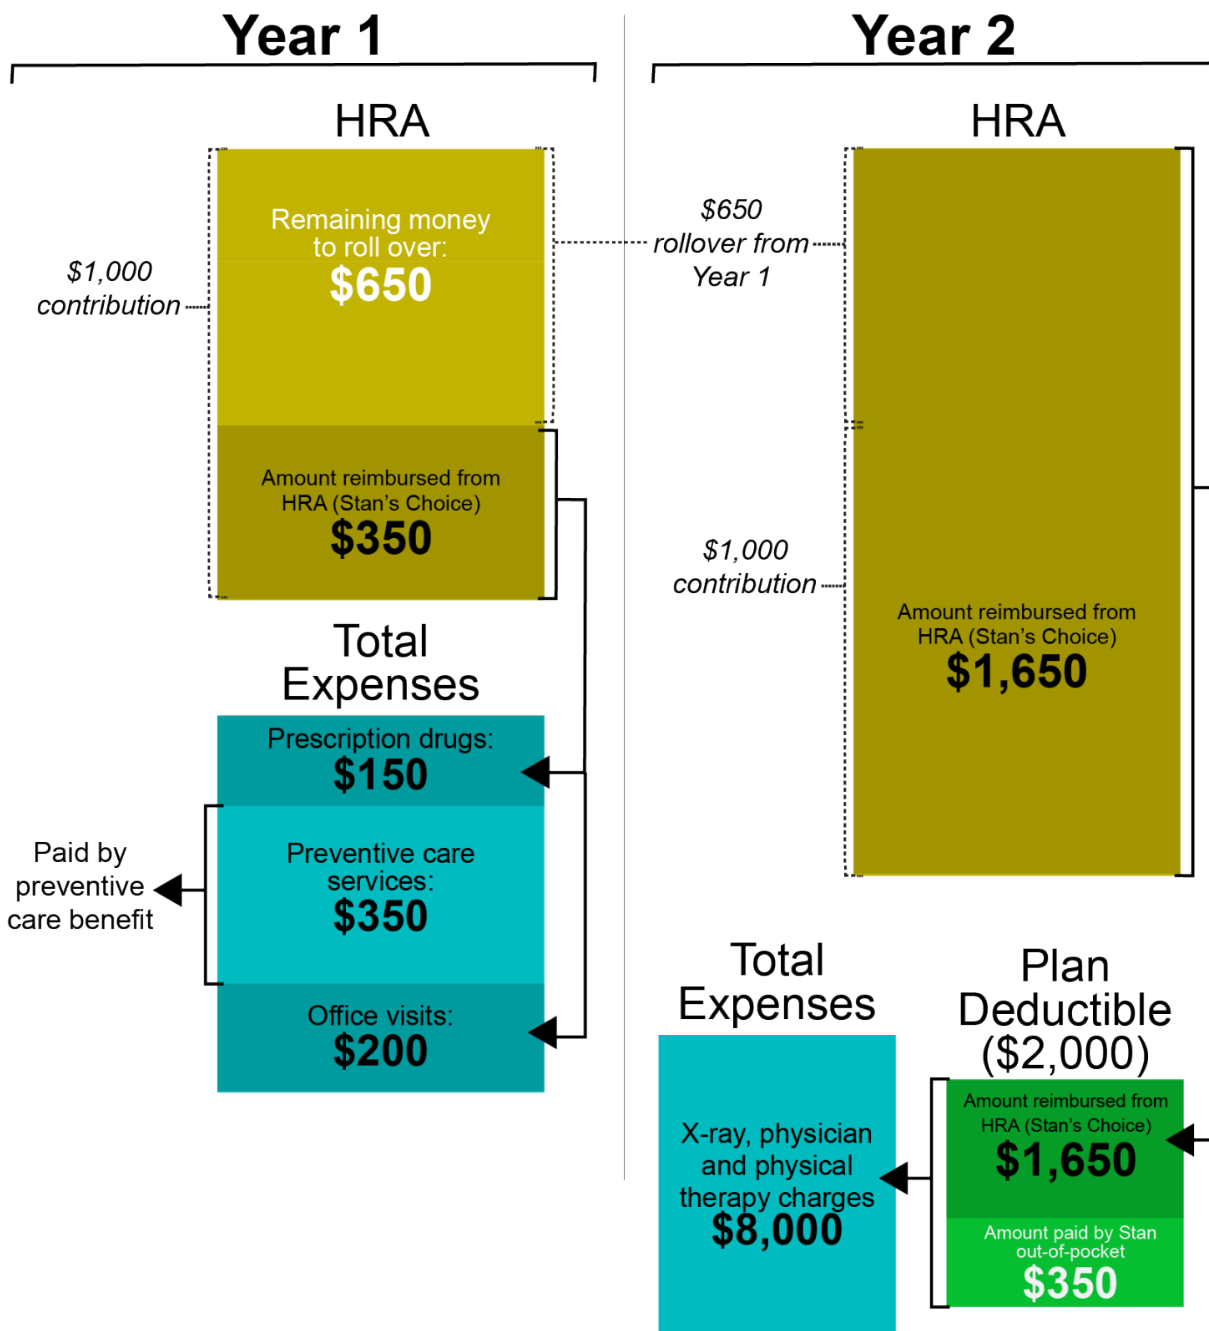 Year 1
HRA
$1,000
contribution
Remaining money
to roll over:
$650
Amount reimbursed from
HRA (Stan's Choice)
$350
Total
Expenses
Prescription drugs:
$150
Paid by
preventive
care benefit
Preventive care
services:
$350
Office visits:
$200
Year 2
HRA
$650
rollover from
Year 1
$1,000
contribution
Amount reimbursed from
HRA (Stan's Choice)
$1,650
Total
Expenses
X-ray, physician
and physical
therapy charges
$8,000
Plan
Deductible
($2,000)
Amount reimbursed from
HRA (Stan's Choice)
$1,650
Amount paid by Stan
out-of-pocket
$350